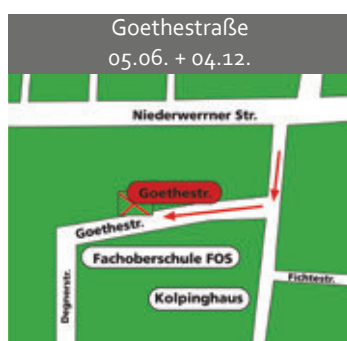 Goethestraße
05.06. + 04.12.
Niederwerrner Str.
Goethestr.
Goethestr.
Fachoberschule FOS
Degnerstr.
Fichtestr.
Kolpinghaus